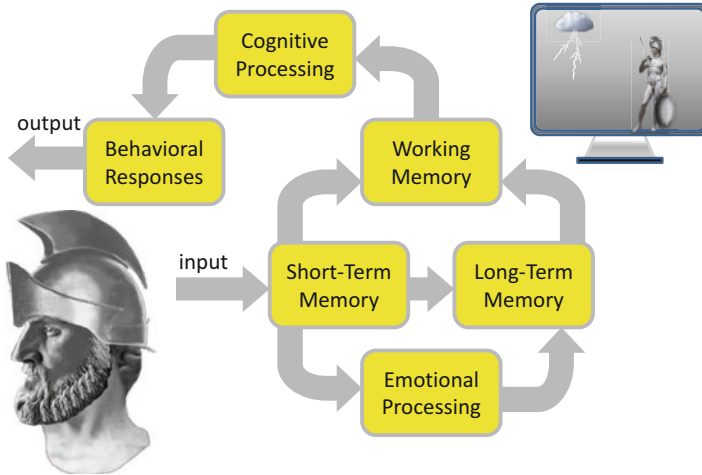 Cognitive
Processing
output
Behavioral
Responses
Working
Memory
input
Short-Term
Memory
Long-Term
Memory
Emotional
Processing